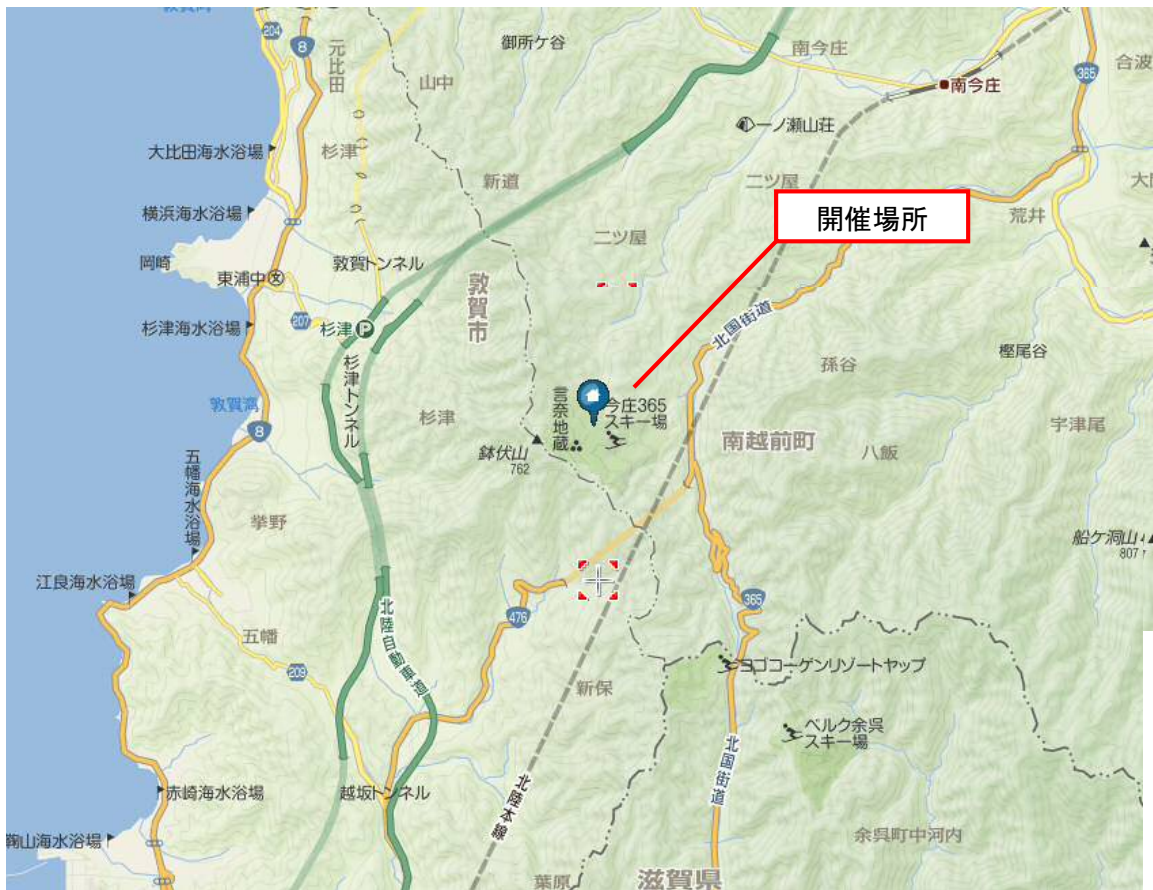 204
8
元比田
御所ケ谷
南今庄
合波
365
山中
南今庄
一ノ瀬山荘
大比田海水浴場
杉津
新道
二ツ屋
横浜海水浴場
開催場所
荒井
岡崎
二ツ屋
敦賀トンネル
東浦中
敦賀市
杉津海水浴場
207
杉津 P
北国街道
樫尾谷
孫谷
杉津トンネル
言奈地蔵
今庄365
スキー場
敦賀湾
杉津
宇津尾
8
南越前町
鉢伏山
762
八飯
五幡海水浴場
挙野
船ケ洞山
807
江良海水浴場
476
365
北陸自動車道
五幡
ヨゴコーゲンリゾートヤップ
209
新保
ベルク余呉
スキー場
北国街道
北陸本線
赤崎海水浴場
越坂トンネル
鞠山海水浴場
余呉町中河内
葉原
滋賀県